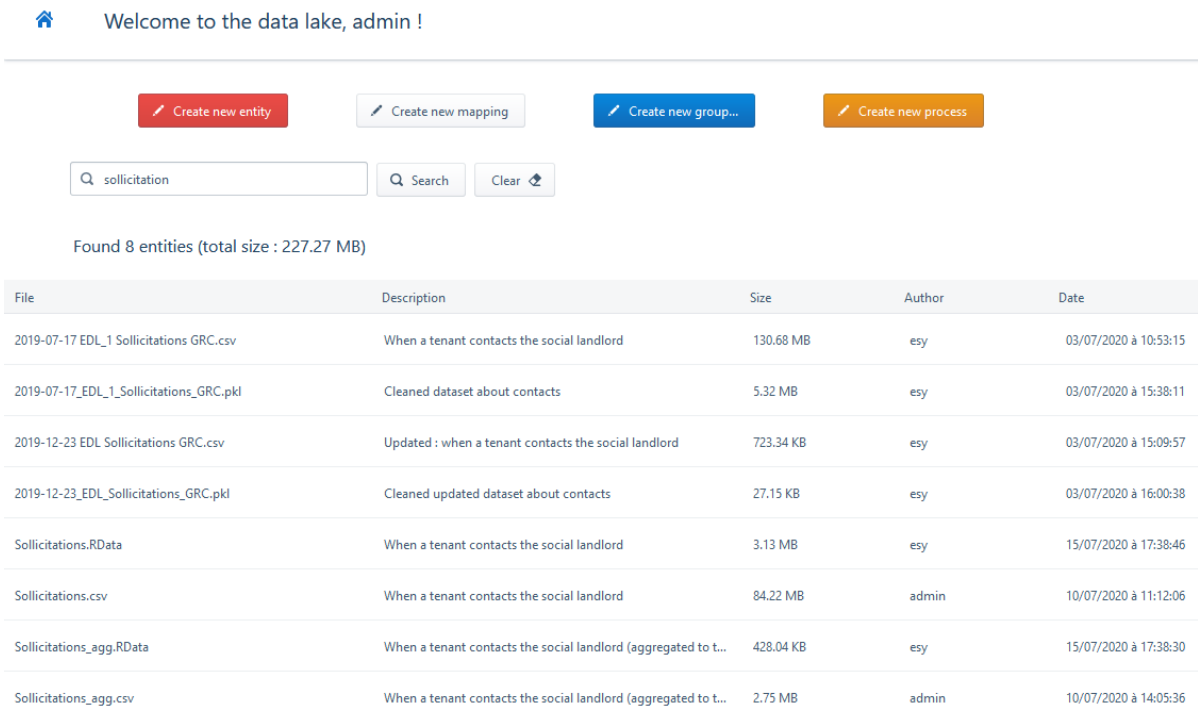 Welcome to the data lake, admin !
Create new entity Create new mapping Create new group... Create new process
sollicitation Search Clear
Found 8 entities (total size : 227.27 MB)
File Description Size Author Date
2019-07-17 EDL_1 Sollicitations GRC.csv When a tenant contacts the social landlord 130.68 MB esy 03/07/2020 à 10:53:15
2019-07-17_EDL_1_Sollicitations_GRC.pkl Cleaned dataset about contacts 5.32 MB esy 03/07/2020 à 15:38:11
2019-12-23 EDL Sollicitations GRC.csv Updated : when a tenant contacts the social landlord 723.34 KB esy 03/07/2020 à 15:09:57
2019-12-23_EDL_Sollicitations_GRC.pkl Cleaned updated dataset about contacts 27.15 KB esy 03/07/2020 à 16:00:38
Sollicitations.RData When a tenant contacts the social landlord 3.13 MB esy 15/07/2020 à 17:38:46
Sollicitations.csv When a tenant contacts the social landlord 84.22 MB admin 10/07/2020 à 11:12:06
Sollicitations_agg.RData When a tenant contacts the social landlord (aggregated to t... 428.04 KB esy 15/07/2020 à 17:38:30
Sollicitations_agg.csv When a tenant contacts the social landlord (aggregated to t... 2.75 MB admin 10/07/2020 à 14:05:36